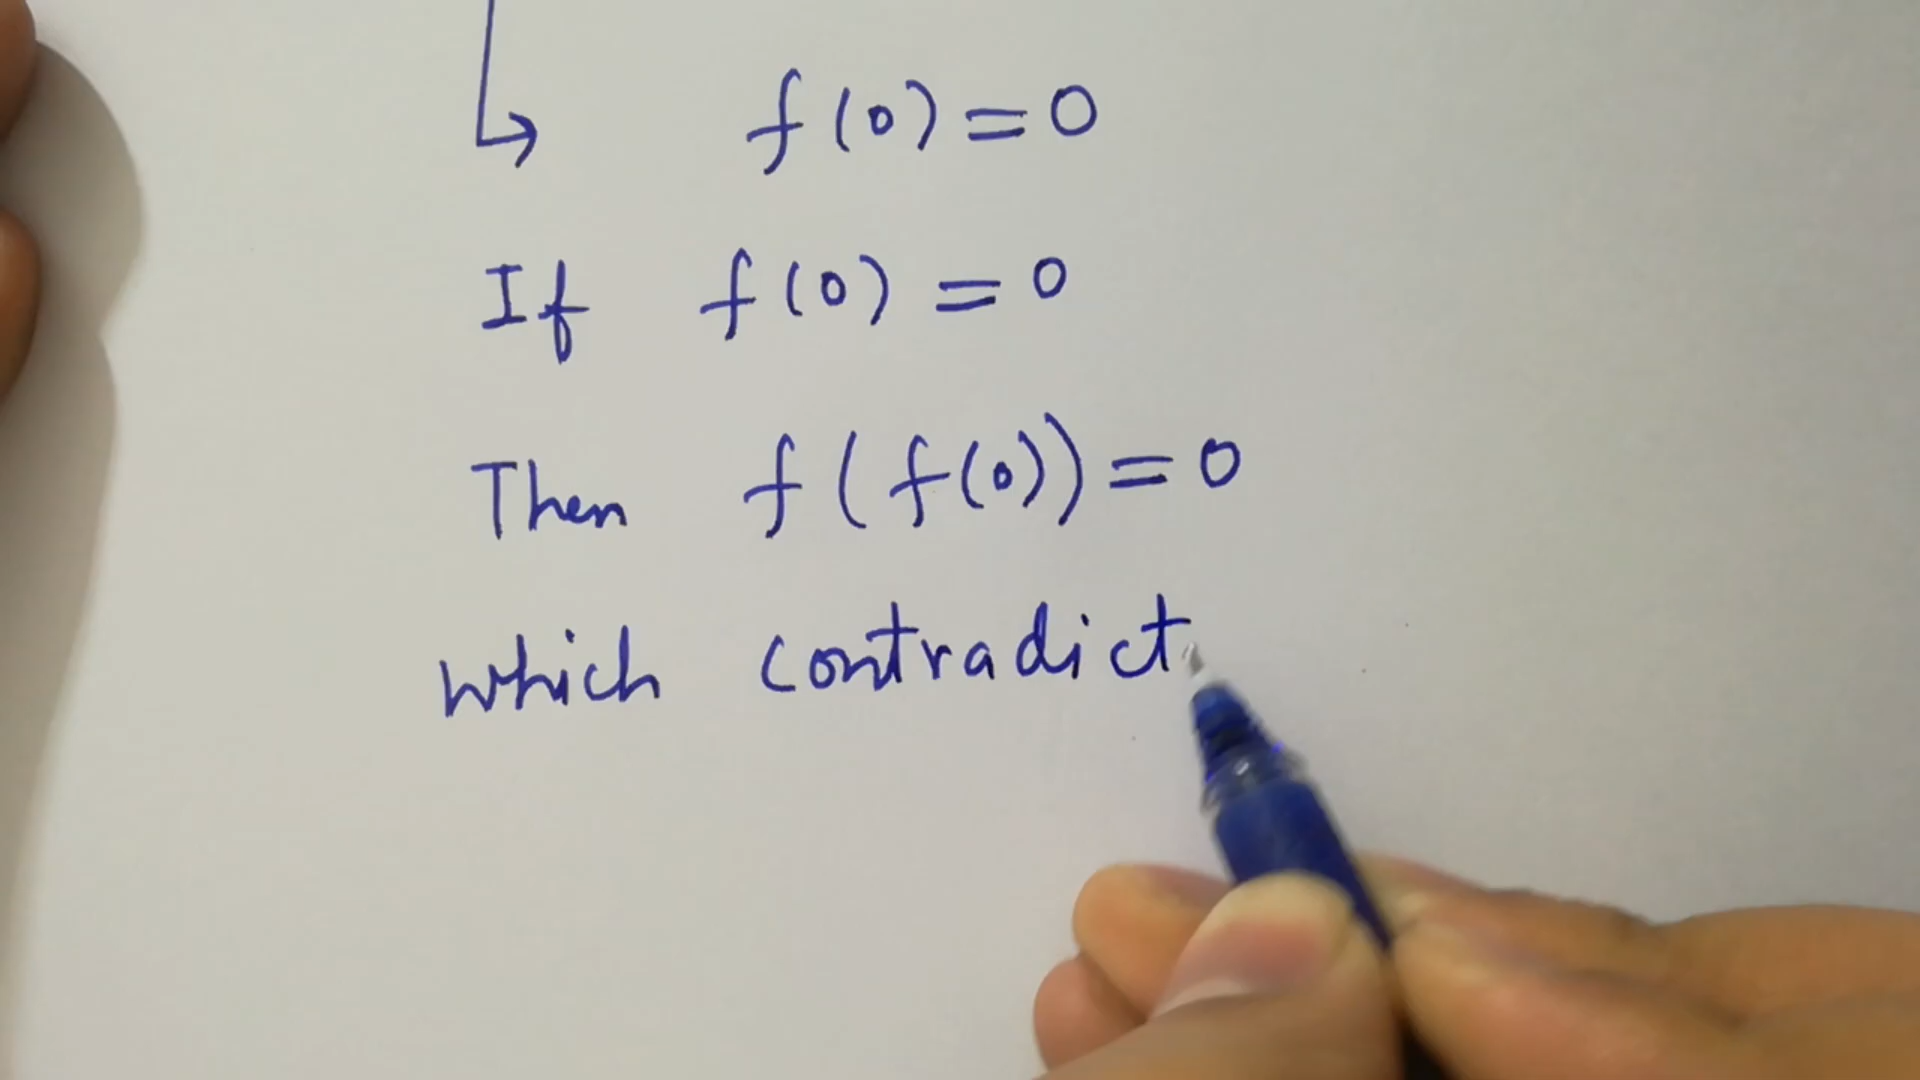 f(0)=0
If f(0) = 0
Then f(f(0))=0
which contradict